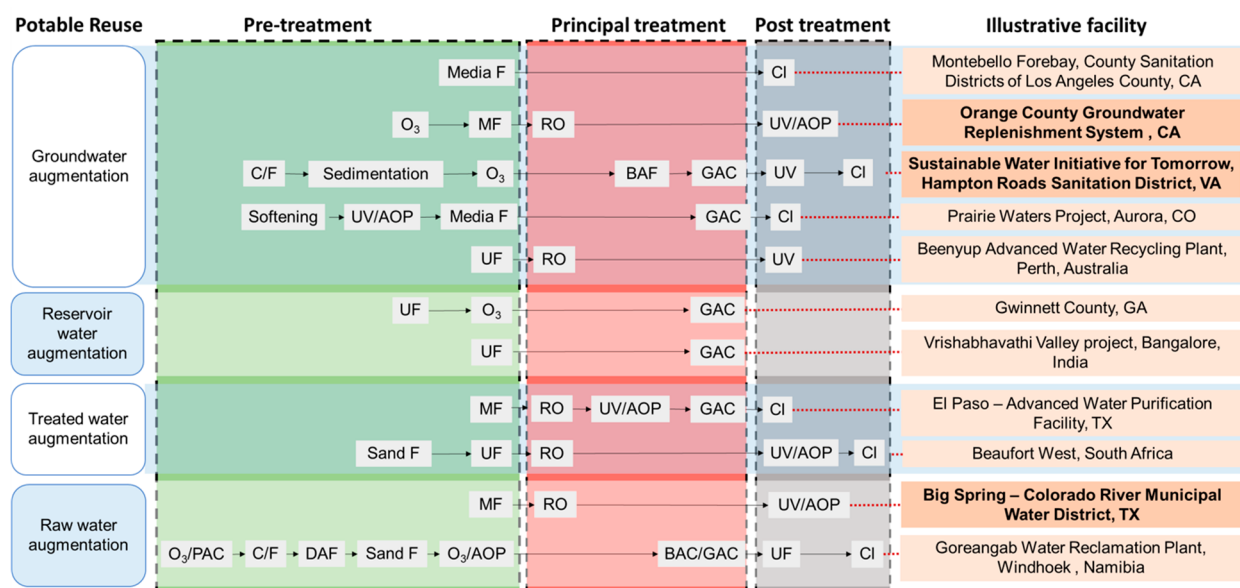 Potable Reuse
Pre-treatment
Principal treatment
Post treatment
Illustrative facility
Groundwater
augmentation
Media F
Cl
Montebello Forebay, County Sanitation
Districts of Los Angeles County, CA
O₃
MF
RO
UV/AOP
Orange County Groundwater
Replenishment System , CA
C/F
Sedimentation
O₃
BAF
GAC
UV
Cl
Sustainable Water Initiative for Tomorrow,
Hampton Roads Sanitation District, VA
Softening
UV/AOP
Media F
GAC
Cl
Prairie Waters Project, Aurora, CO
UF
RO
UV
Beenyup Advanced Water Recycling Plant,
Perth, Australia
Reservoir
water
augmentation
UF
O₃
GAC
Gwinnett County, GA
UF
GAC
Vrishabhavathi Valley project, Bangalore,
India
Treated water
augmentation
MF
RO
UV/AOP
GAC
Cl
El Paso – Advanced Water Purification
Facility, TX
Sand F
UF
RO
UV/AOP
Cl
Beaufort West, South Africa
Raw water
augmentation
MF
RO
UV/AOP
Big Spring – Colorado River Municipal
Water District, TX
O₃/PAC
C/F
DAF
Sand F
O₃/AOP
BAC/GAC
UF
Cl
Goreangab Water Reclamation Plant,
Windhoek , Namibia